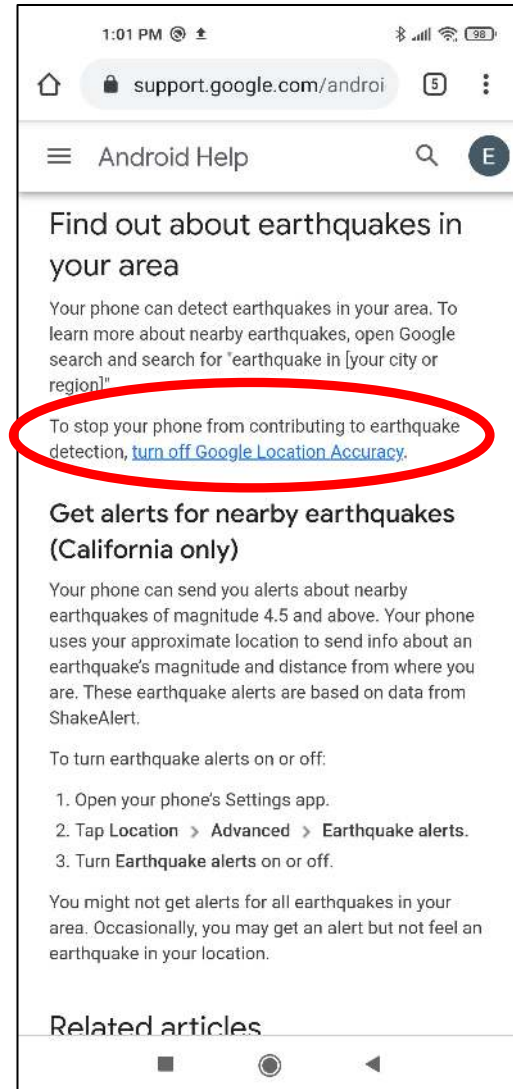 1:01 PM
98
support.google.com/androi
5
Android Help
E
Find out about earthquakes in
your area
Your phone can detect earthquakes in your area. To
learn more about nearby earthquakes, open Google
search and search for "earthquake in [your city or
region]"
To stop your phone from contributing to earthquake
detection, turn off Google Location Accuracy.
Get alerts for nearby earthquakes
(California only)
Your phone can send you alerts about nearby
earthquakes of magnitude 4.5 and above. Your phone
uses your approximate location to send info about an
earthquake's magnitude and distance from where you
are. These earthquake alerts are based on data from
ShakeAlert.
To turn earthquake alerts on or off:
1. Open your phone's Settings app.
2. Tap Location > Advanced > Earthquake alerts.
3. Turn Earthquake alerts on or off.
You might not get alerts for all earthquakes in your
area. Occasionally, you may get an alert but not feel an
earthquake in your location.
Related articles